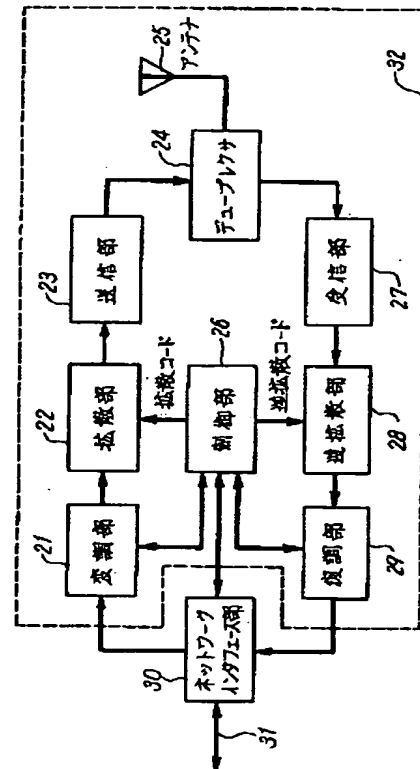 21
変調部
22
拡散部
23
送信部
24
デュープレクサ
25
アンテナ
拡散コード
26
制御部
逆拡散コード
30
ネットワーク
インタフェース部
31
29
復調部
28
逆拡散部
27
受信部
32